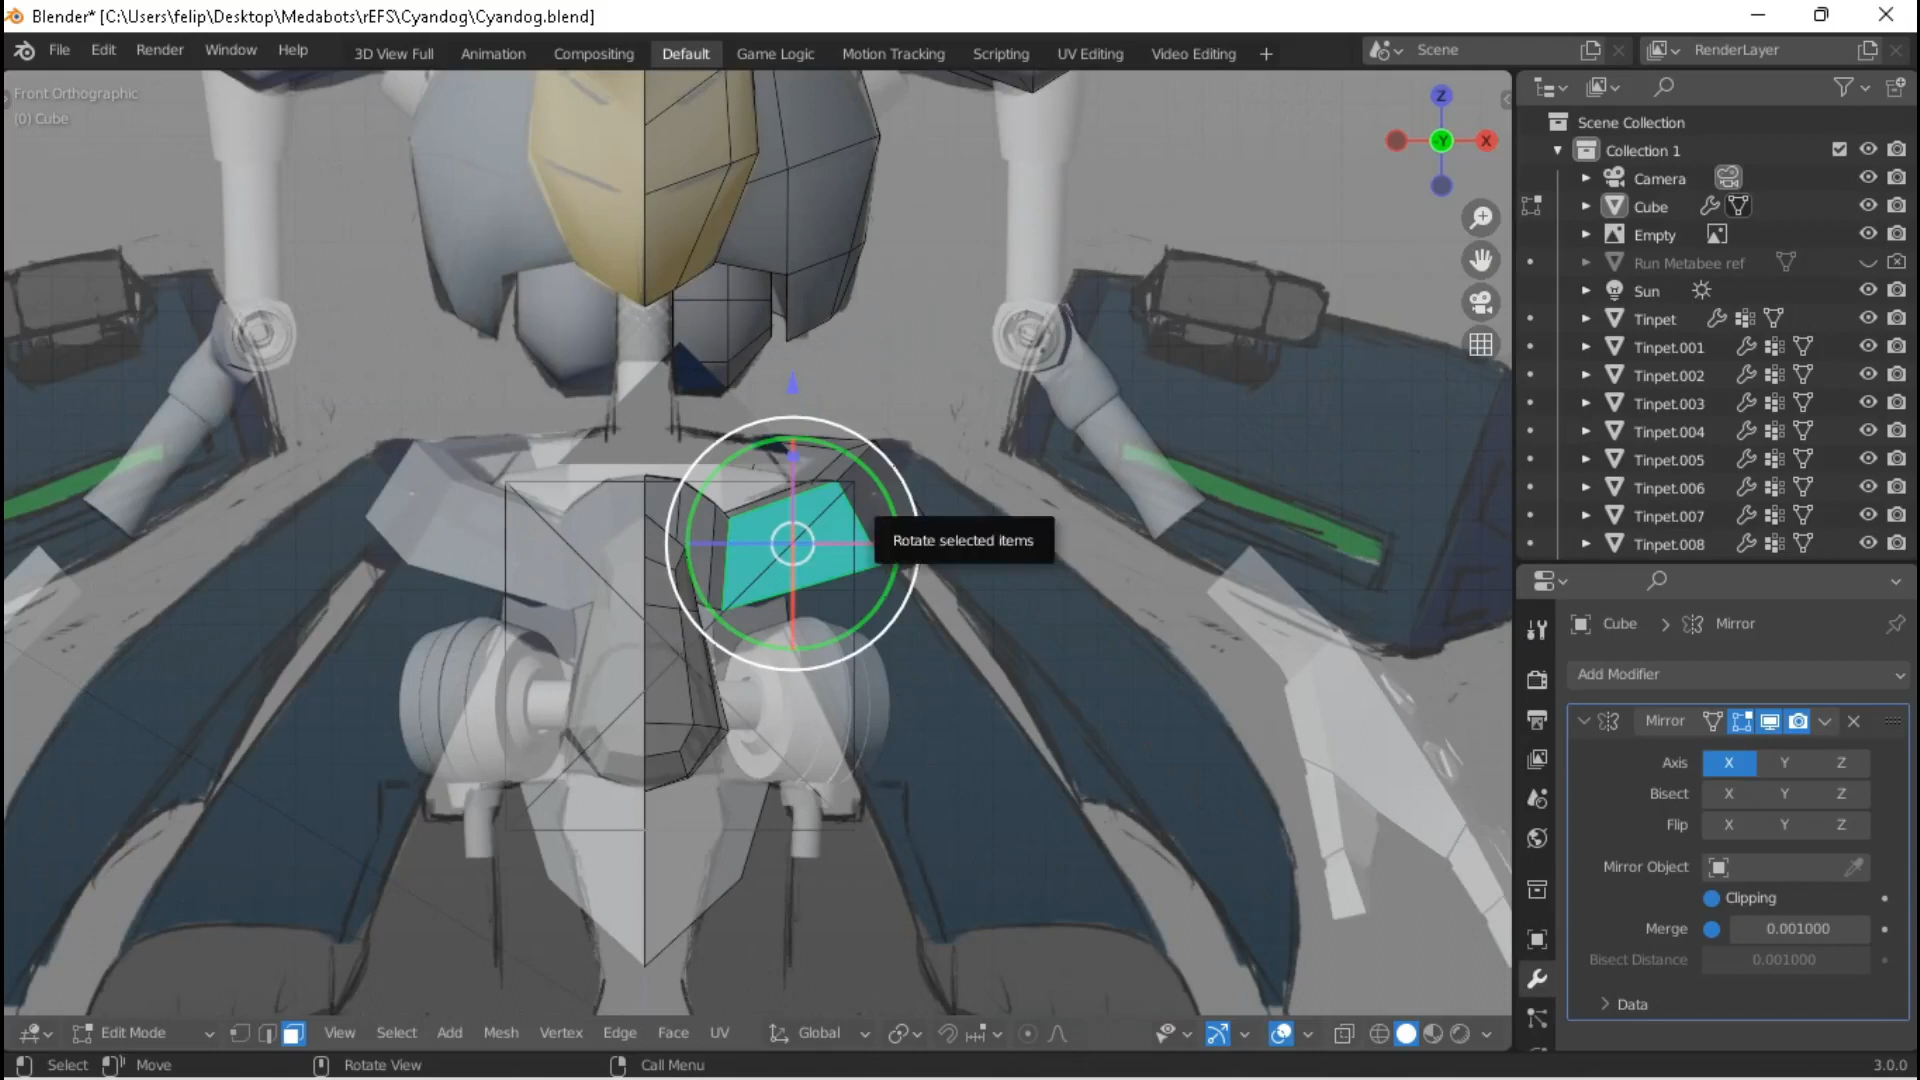 Blender* [C:\Users\felip\Desktop\Medabots\rEFS\Cyandog\Cyandog.blend]
File Edit Render Window Help
3D View Full Animation Compositing Default Game Logic Motion Tracking Scripting UV Editing Video Editing +
Scene
RenderLayer
Front Orthographic
(0) Cube
Z
Y
X
Rotate selected items
Scene Collection
Collection 1
Camera
Cube
Empty
Run Metabee ref
Sun
Tinpet
Tinpet.001
Tinpet.002
Tinpet.003
Tinpet.004
Tinpet.005
Tinpet.006
Tinpet.007
Tinpet.008
Cube > Mirror
Add Modifier
Mirror
Axis X Y Z
Bisect X Y Z
Flip X Y Z
Mirror Object
Clipping
Merge 0.001000
Bisect Distance 0.001000
Data
Edit Mode View Select Add Mesh Vertex Edge Face UV Global
Select Move Rotate View Call Menu 3.0.0